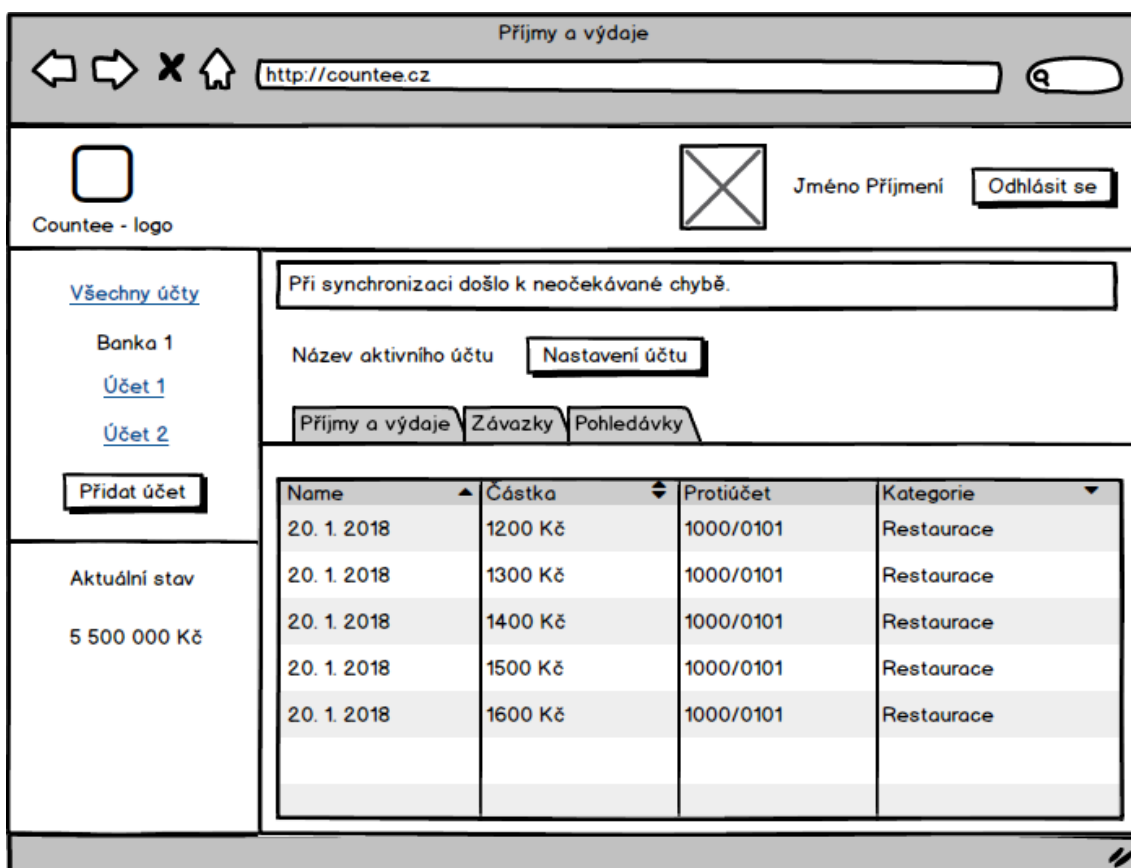 Příjmy a výdaje
http://countee.cz
Countee - logo
Jméno Příjmení
Odhlásit se
Všechny účty
Banka 1
Účet 1
Účet 2
Přidat účet
Aktuální stav
5 500 000 Kč
Při synchronizaci došlo k neočekávané chybě.
Název aktivního účtu
Nastavení účtu
Příjmy a výdaje Závazky Pohledávky
Name Částka Protiúčet Kategorie
20. 1. 2018 1200 Kč 1000/0101 Restaurace
20. 1. 2018 1300 Kč 1000/0101 Restaurace
20. 1. 2018 1400 Kč 1000/0101 Restaurace
20. 1. 2018 1500 Kč 1000/0101 Restaurace
20. 1. 2018 1600 Kč 1000/0101 Restaurace